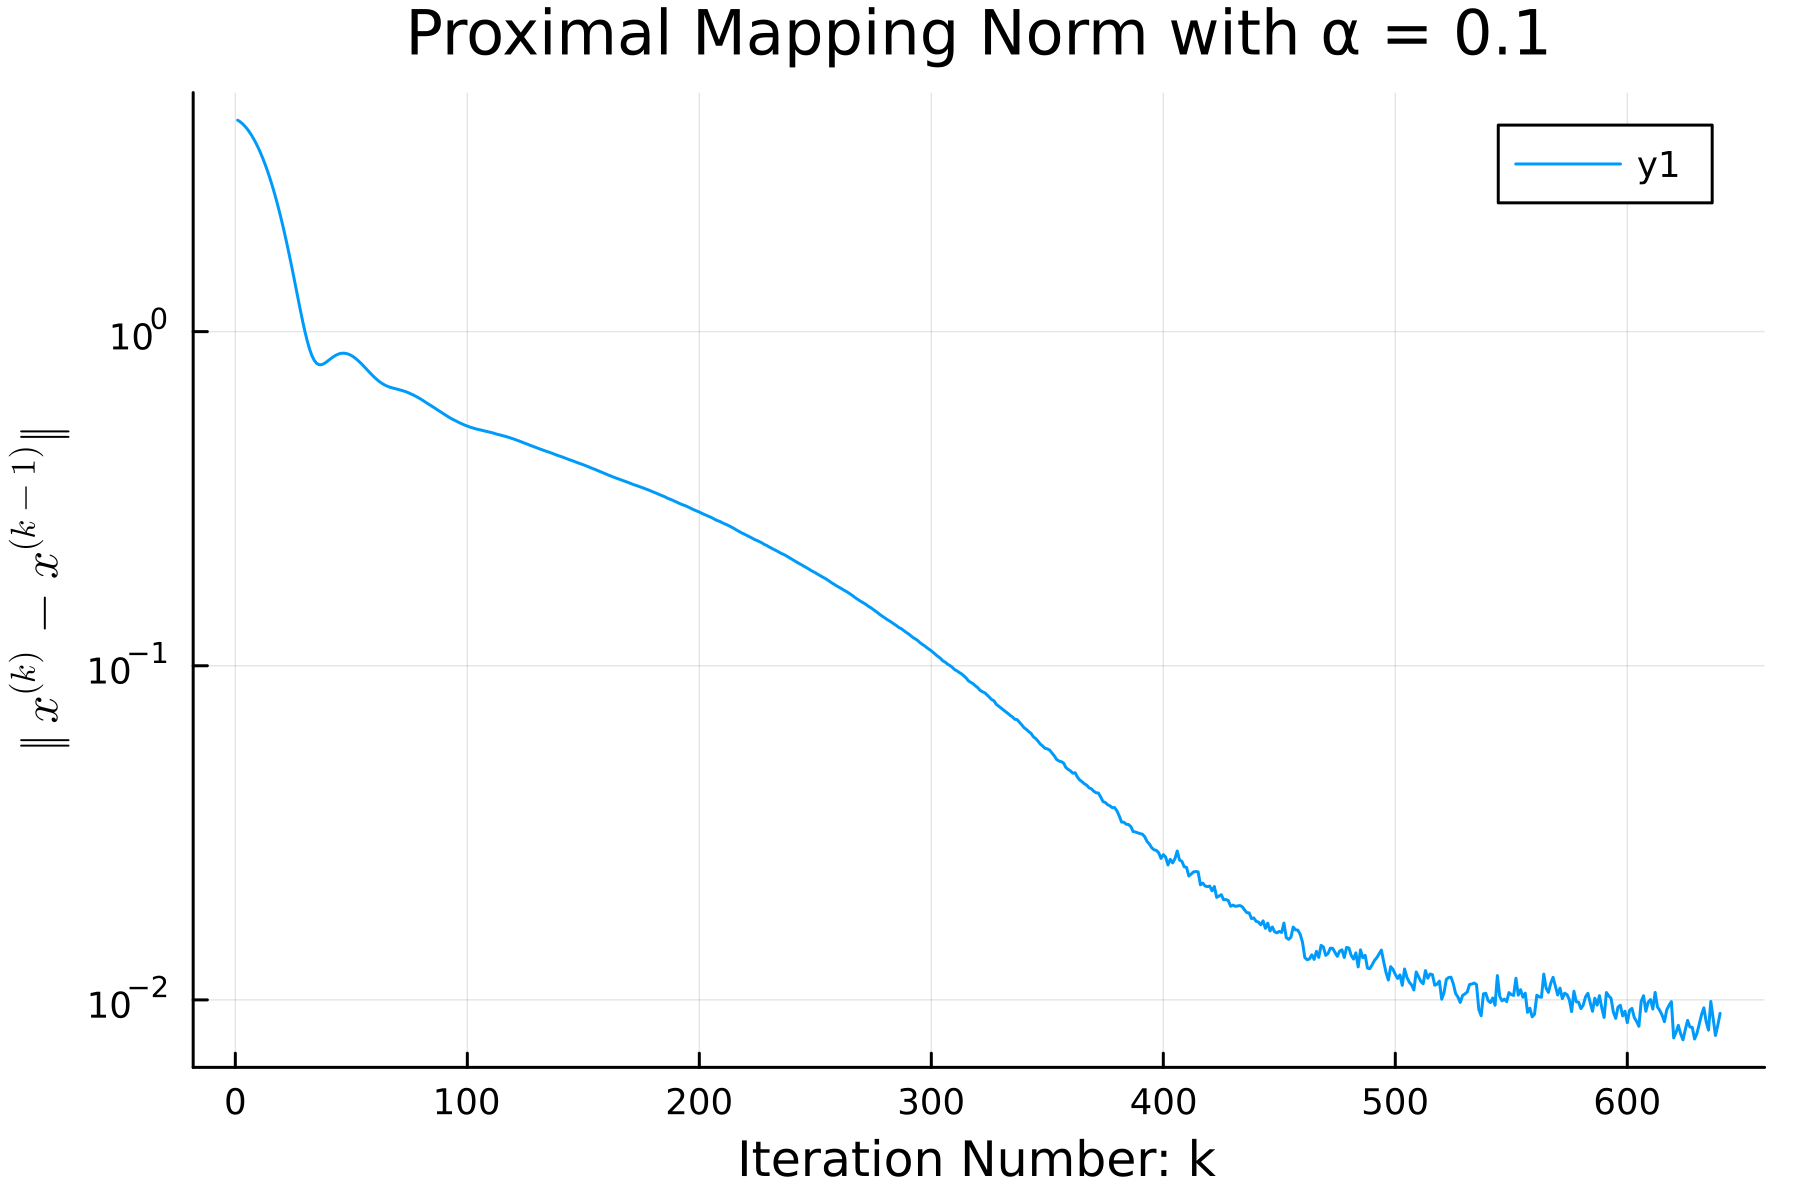 Proximal Mapping Norm with α = 0.1
y1
‖ x^(k) − x^(k − 1) ‖
10^0
10^−1
10^−2
0 100 200 300 400 500 600
Iteration Number: k